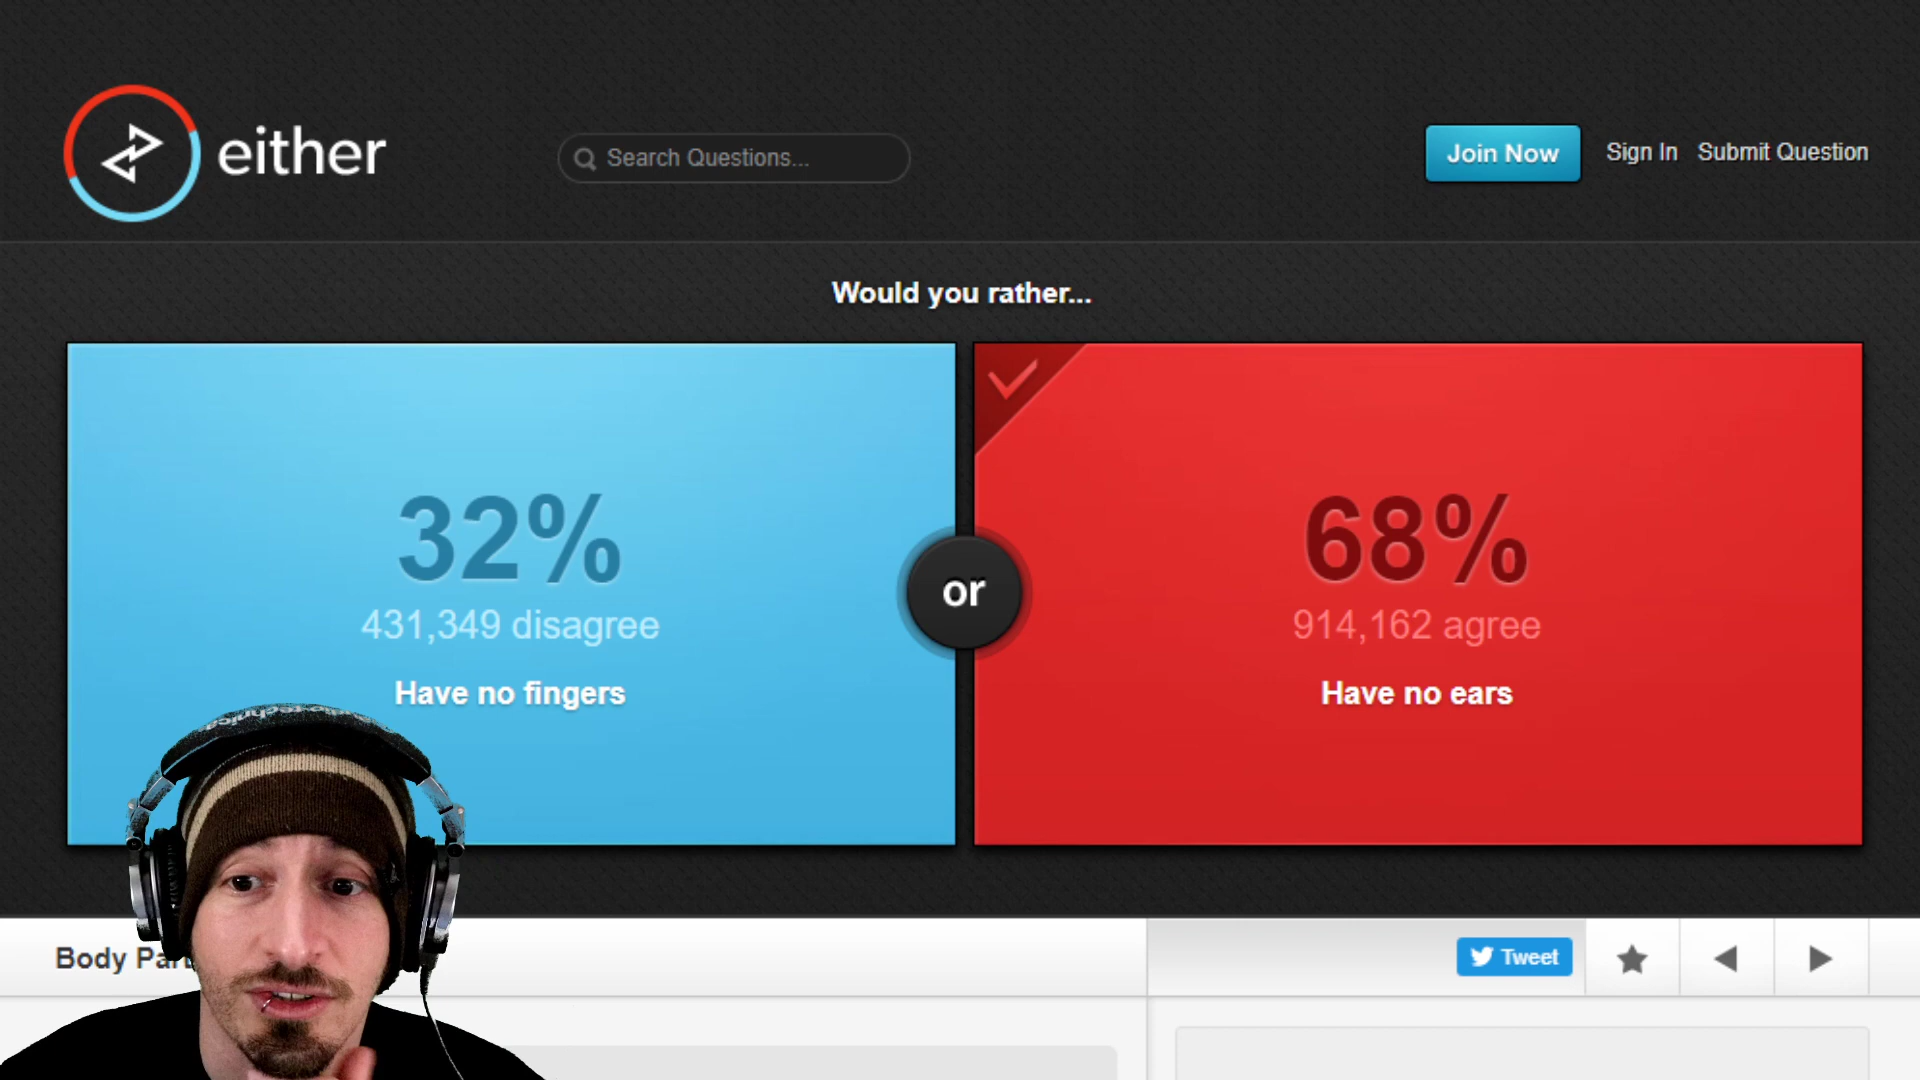 either
Search Questions...
Join Now
Sign In
Submit Question
Would you rather...
32%
431,349 disagree
Have no fingers
or
68%
914,162 agree
Have no ears
Body
Tweet